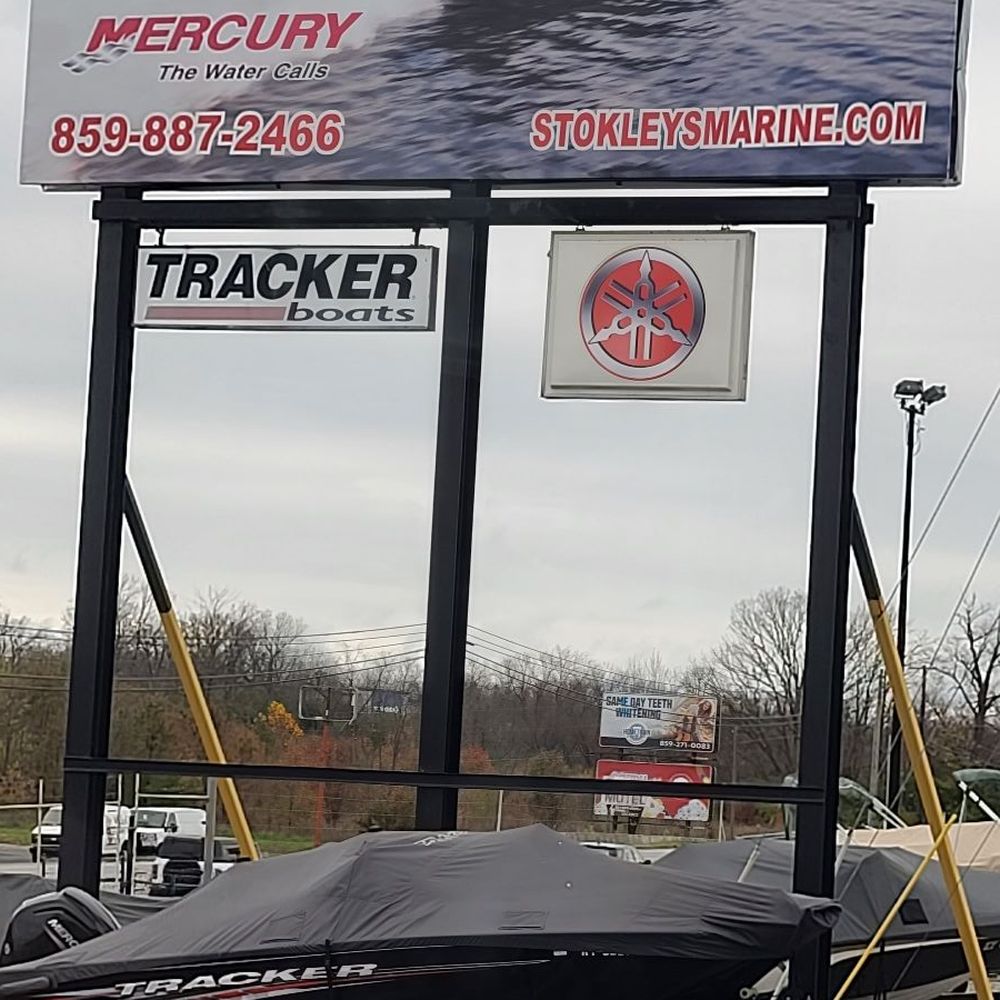 MERCURY
The Water Calls
859-887-2466
STOKLEYSMARINE.COM
TRACKER
boats
SAME DAY TEETH
WHITENING
859-271-0083
MOTEL
MERC
TRACKER